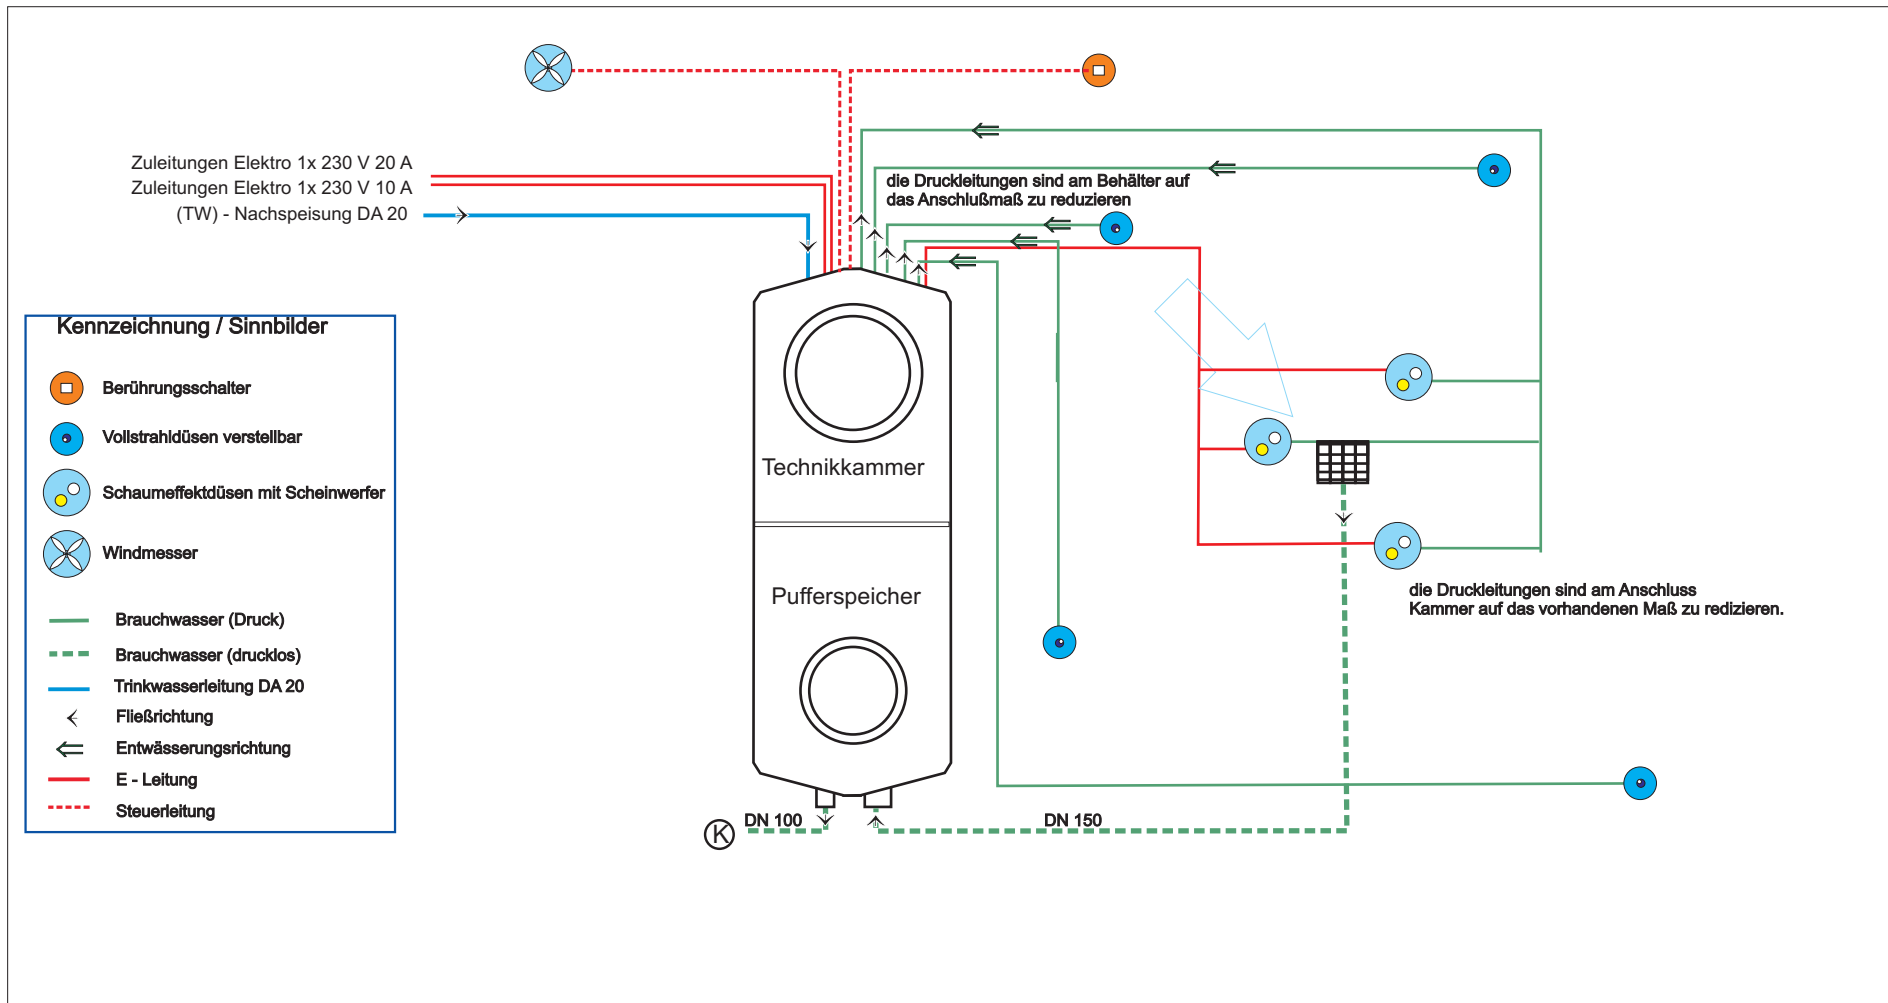 Zuleitungen Elektro 1x 230 V 20 A
Zuleitungen Elektro 1x 230 V 10 A
(TW) - Nachspeisung DA 20
die Druckleitungen sind am Behälter auf
das Anschlußmaß zu reduzieren
Kennzeichnung / Sinnbilder
Berührungsschalter
Vollstrahldüsen verstellbar
Schaumeffektdüsen mit Scheinwerfer
Windmesser
Brauchwasser (Druck)
Brauchwasser (drucklos)
Trinkwasserleitung DA 20
Fließrichtung
Entwässerungsrichtung
E - Leitung
Steuerleitung
Technikkammer
Pufferspeicher
die Druckleitungen sind am Anschluss
Kammer auf das vorhandenen Maß zu redizieren.
K
DN 100
DN 150